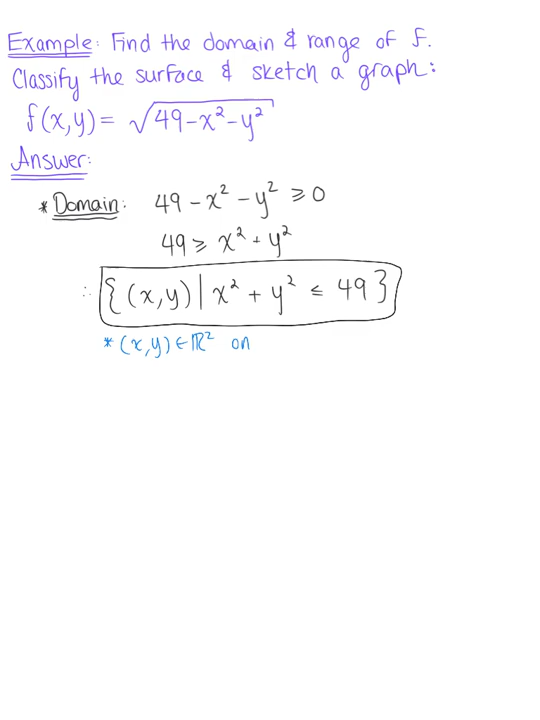 Example: Find the domain & range of f.
Classify the surface & sketch a graph:
f(x,y) = √49-x²-y²
Answer:
* Domain: 49 - x² - y² ≥ 0
49 ≥ x² + y²
∴ {(x,y) | x² + y² ≤ 49}
* (x,y) ∈ ℝ² on